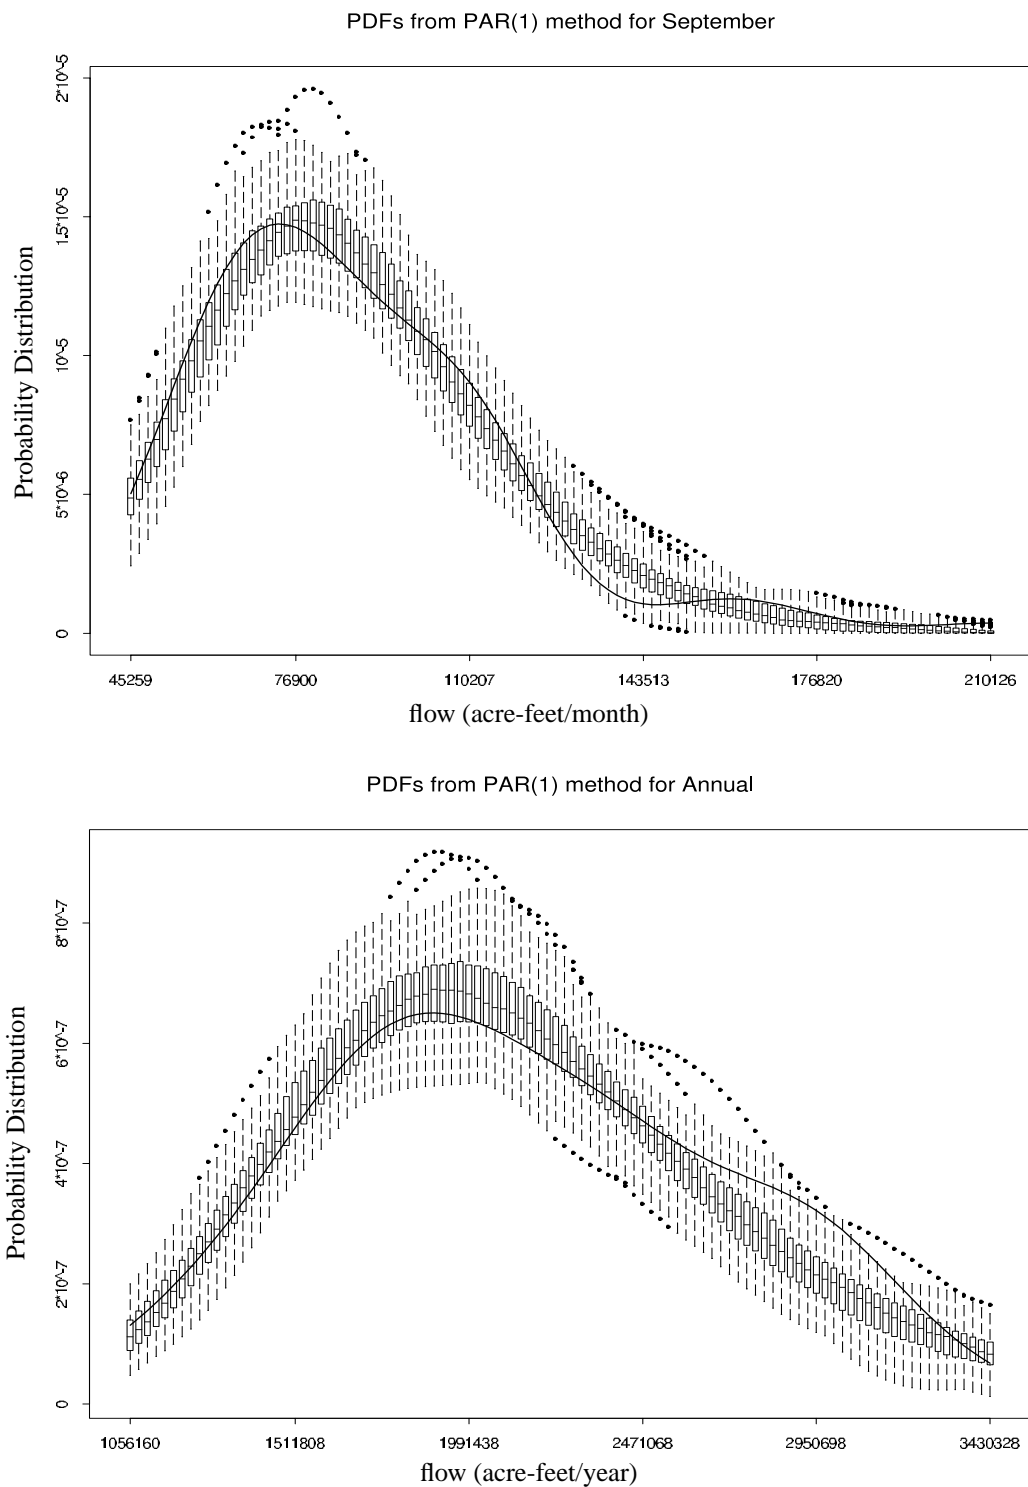 PDFs from PAR(1) method for September
2*10^-5
1.5*10^-5
10^-5
5*10^-6
0
Probability Distribution
45259 76900 110207 143513 176820 210126
flow (acre-feet/month)
PDFs from PAR(1) method for Annual
8*10^-7
6*10^-7
4*10^-7
2*10^-7
0
Probability Distribution
1056160 1511808 1991438 2471068 2950698 3430328
flow (acre-feet/year)